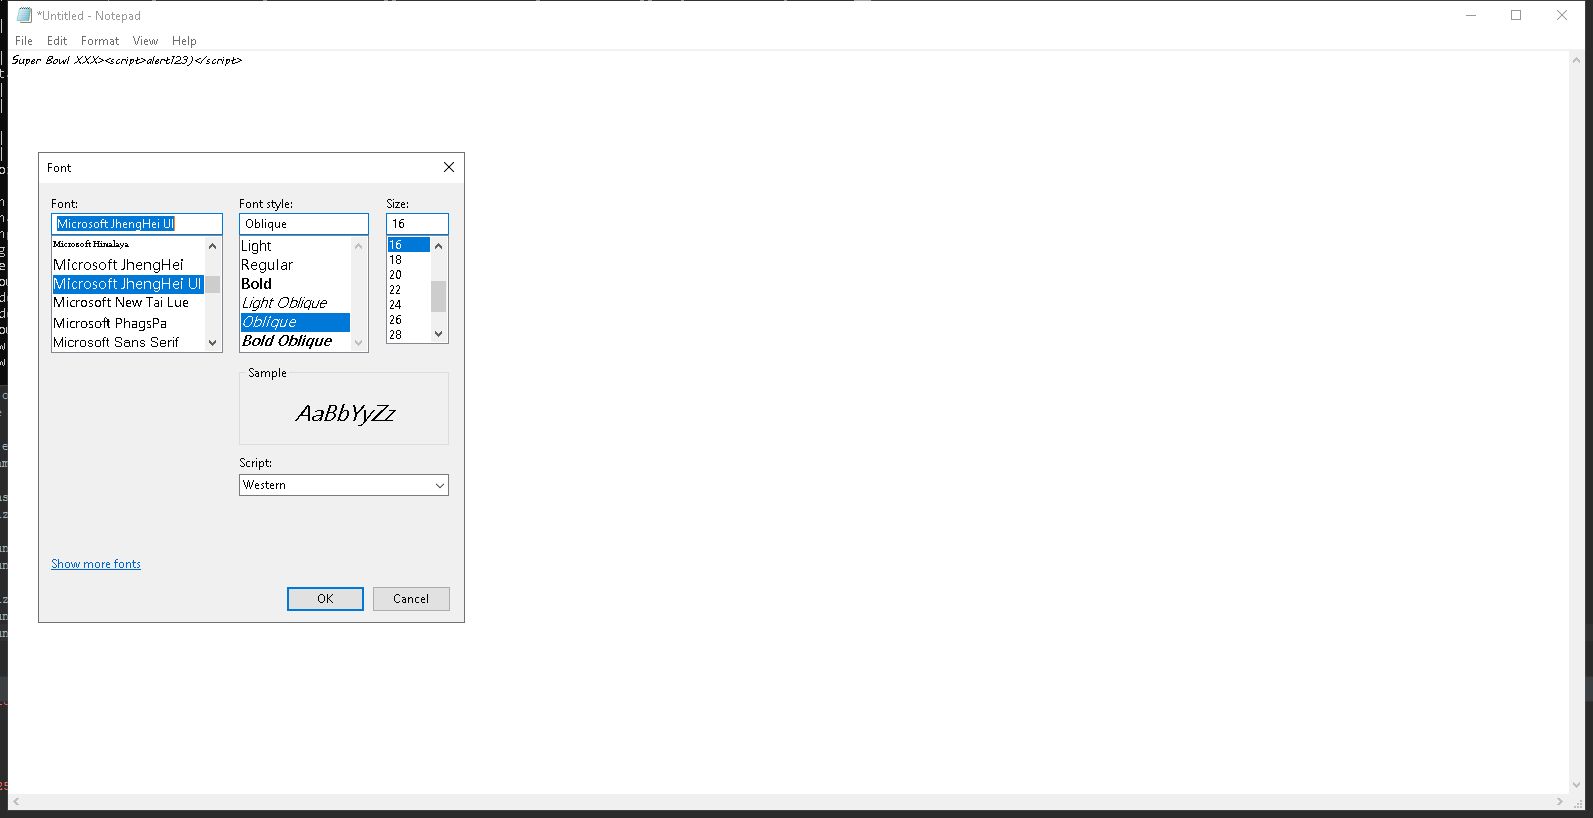 *Untitled - Notepad
File Edit Format View Help
Super Bowl XXX><script>alert123)</script>
Font
Font: Font style: Size:
Microsoft JhengHei UI Oblique 16
Microsoft Himalaya
Microsoft JhengHei
Microsoft JhengHei UI
Microsoft New Tai Lue
Microsoft PhagsPa
Microsoft Sans Serif
Light
Regular
Bold
Light Oblique
Oblique
Bold Oblique
16
18
20
22
24
26
28
Sample
AaBbYyZz
Script:
Western
Show more fonts
OK Cancel